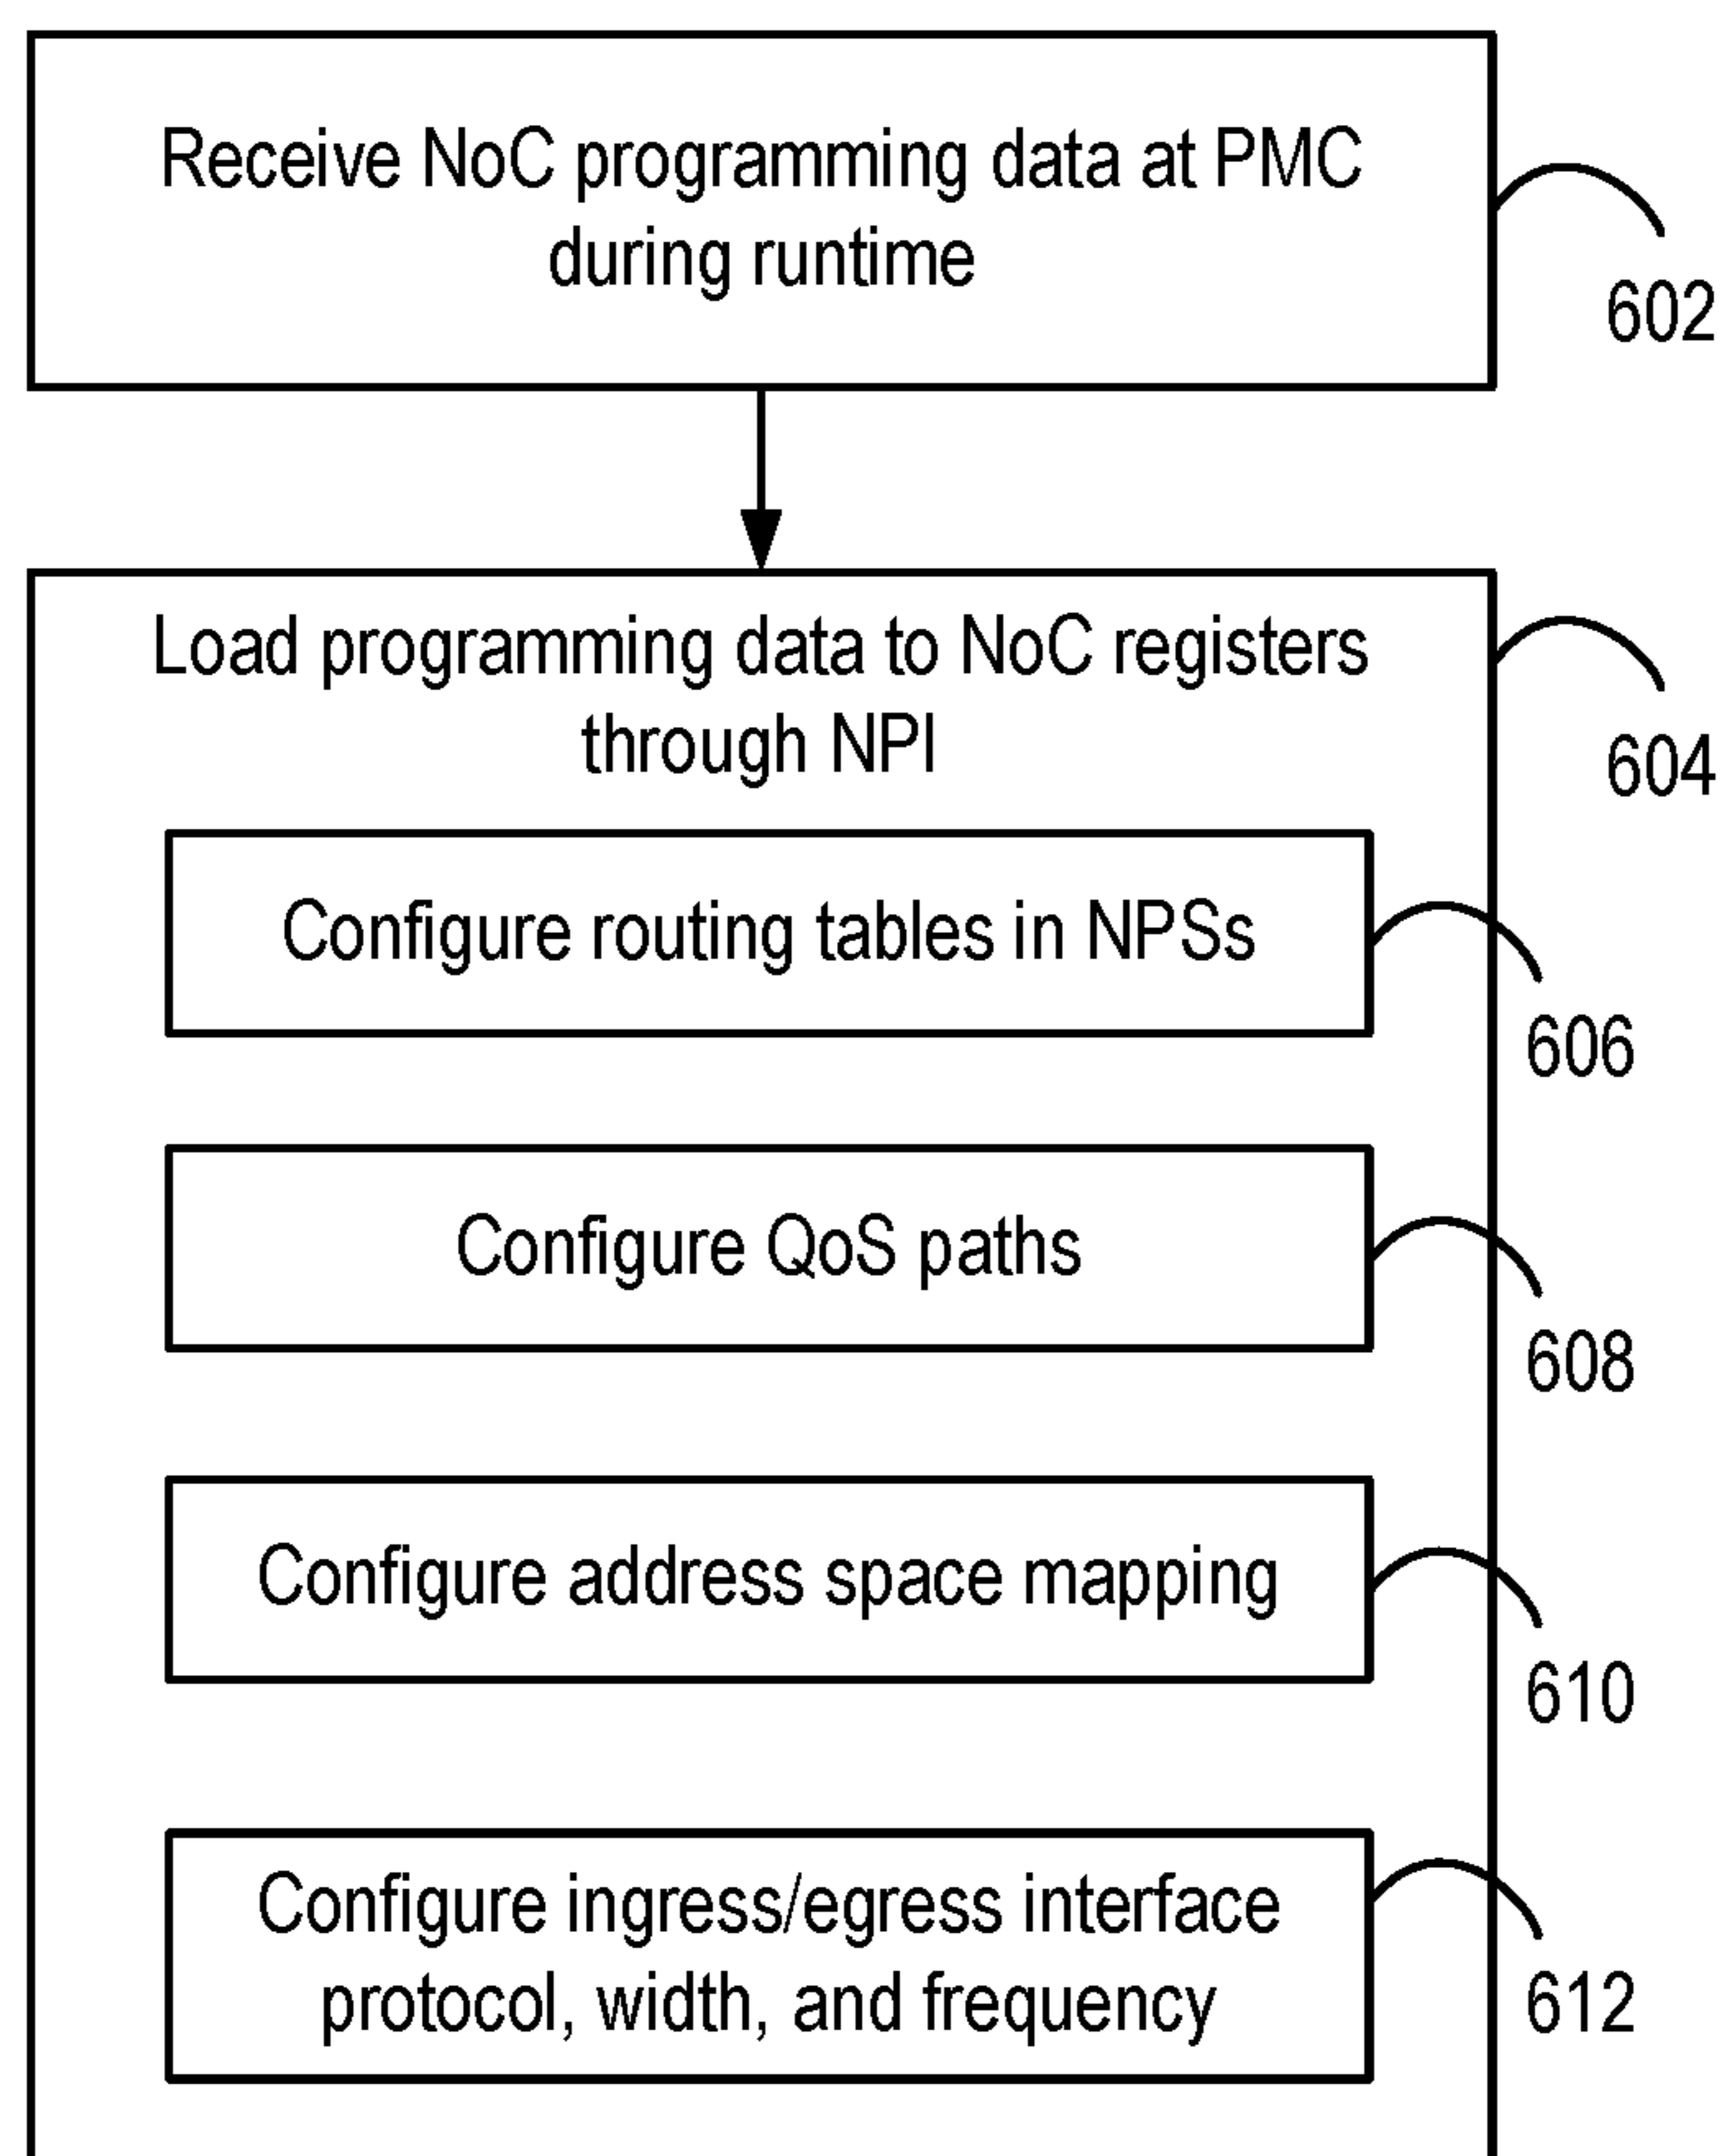 Receive NoC programming data at PMC
during runtime
602
Load programming data to NoC registers
through NPI
604
Configure routing tables in NPSs
606
Configure QoS paths
608
Configure address space mapping
610
Configure ingress/egress interface
protocol, width, and frequency
612